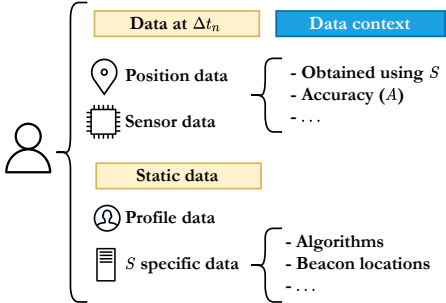 Data at Δtₙ
Data context
Position data
Sensor data
- Obtained using S
- Accuracy (A)
- ...
Static data
Profile data
S specific data
- Algorithms
- Beacon locations
- ...